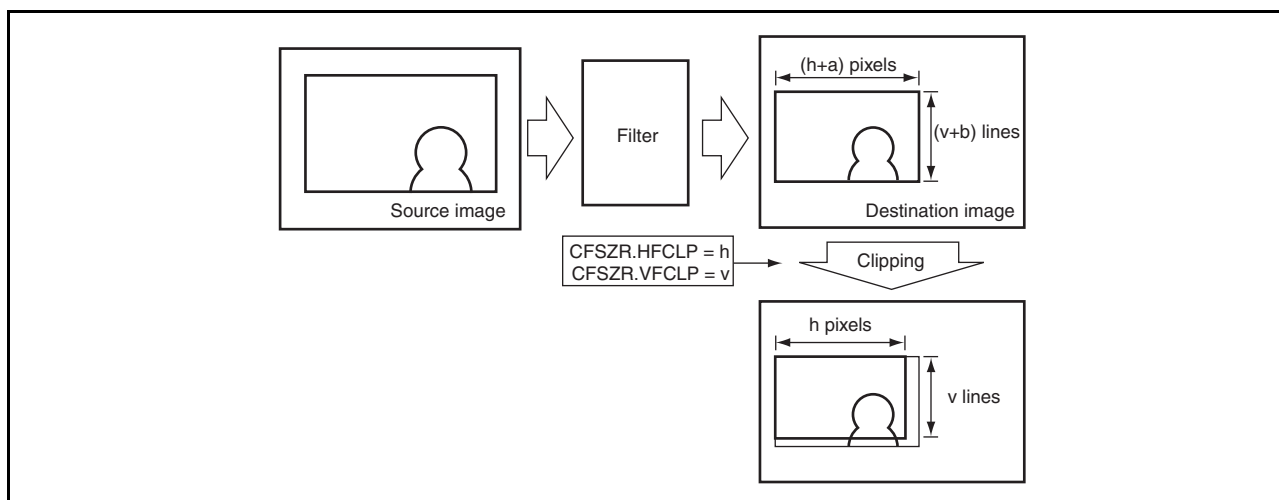 Source image
Filter
(h+a) pixels
(v+b) lines
Destination image
CFSZR.HFCLP = h
CFSZR.VFCLP = v
Clipping
h pixels
v lines